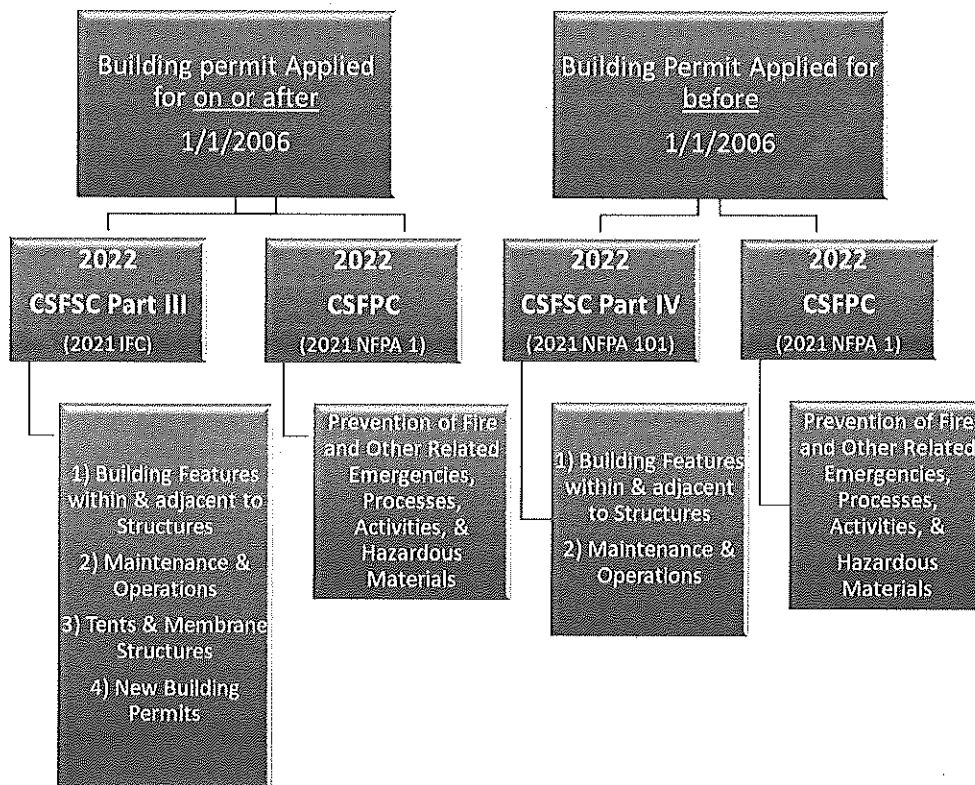 Building permit Applied
for on or after
1/1/2006
Building Permit Applied for
before
1/1/2006
2022
CSFSC Part III
(2021 IFC)
2022
CSFPC
(2021 NFPA 1)
2022
CSFSC Part IV
(2021 NFPA 101)
2022
CSFPC
(2021 NFPA 1)
1) Building Features
within & adjacent to
Structures
2) Maintenance &
Operations
3) Tents & Membrane
Structures
4) New Building
Permits
Prevention of Fire
and Other Related
Emergencies,
Processes,
Activities, &
Hazardous
Materials
1) Building Features
within & adjacent
to Structures
2) Maintenance &
Operations
Prevention of Fire
and Other Related
Emergencies,
Processes,
Activities, &
Hazardous
Materials